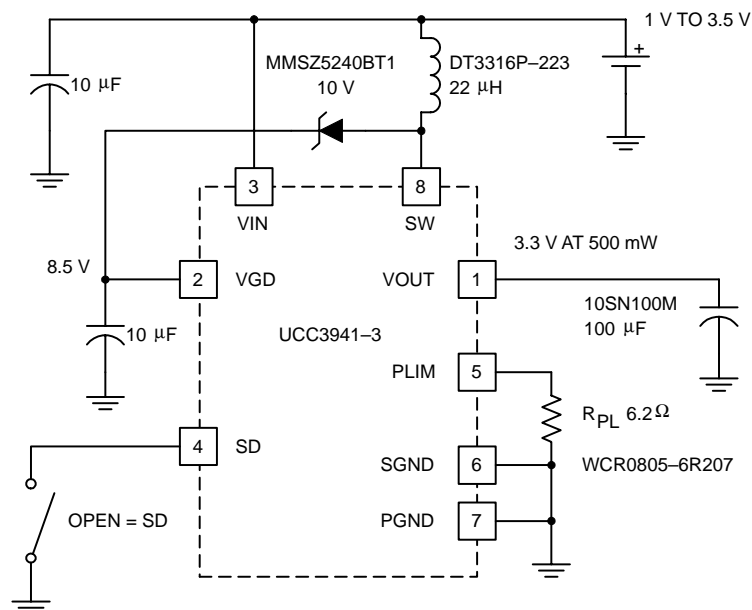 1 V TO 3.5 V
MMSZ5240BT1
10 V
DT3316P–223
22 μH
+
10 μF
3
8
VIN
SW
3.3 V AT 500 mW
8.5 V
2
VGD
VOUT
1
10SN100M
100 μF
10 μF
UCC3941–3
PLIM
5
RPL 6.2Ω
4
SD
SGND
6
WCR0805–6R207
OPEN = SD
PGND
7